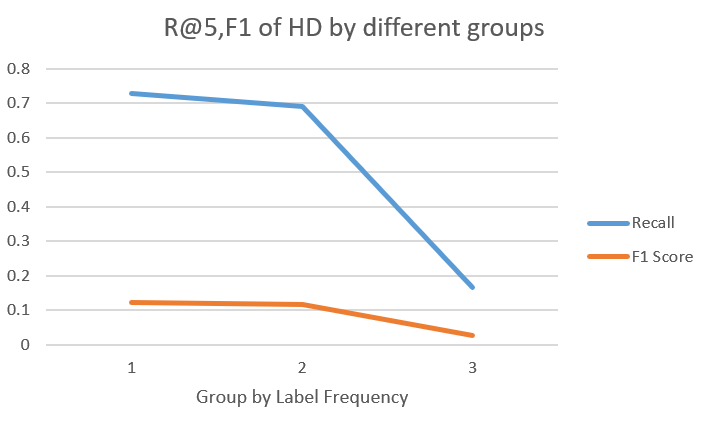 R@5,F1 of HD by different groups
0.8
0.7
0.6
0.5
0.4
0.3
0.2
0.1
0
1 2 3
Group by Label Frequency
Recall
F1 Score